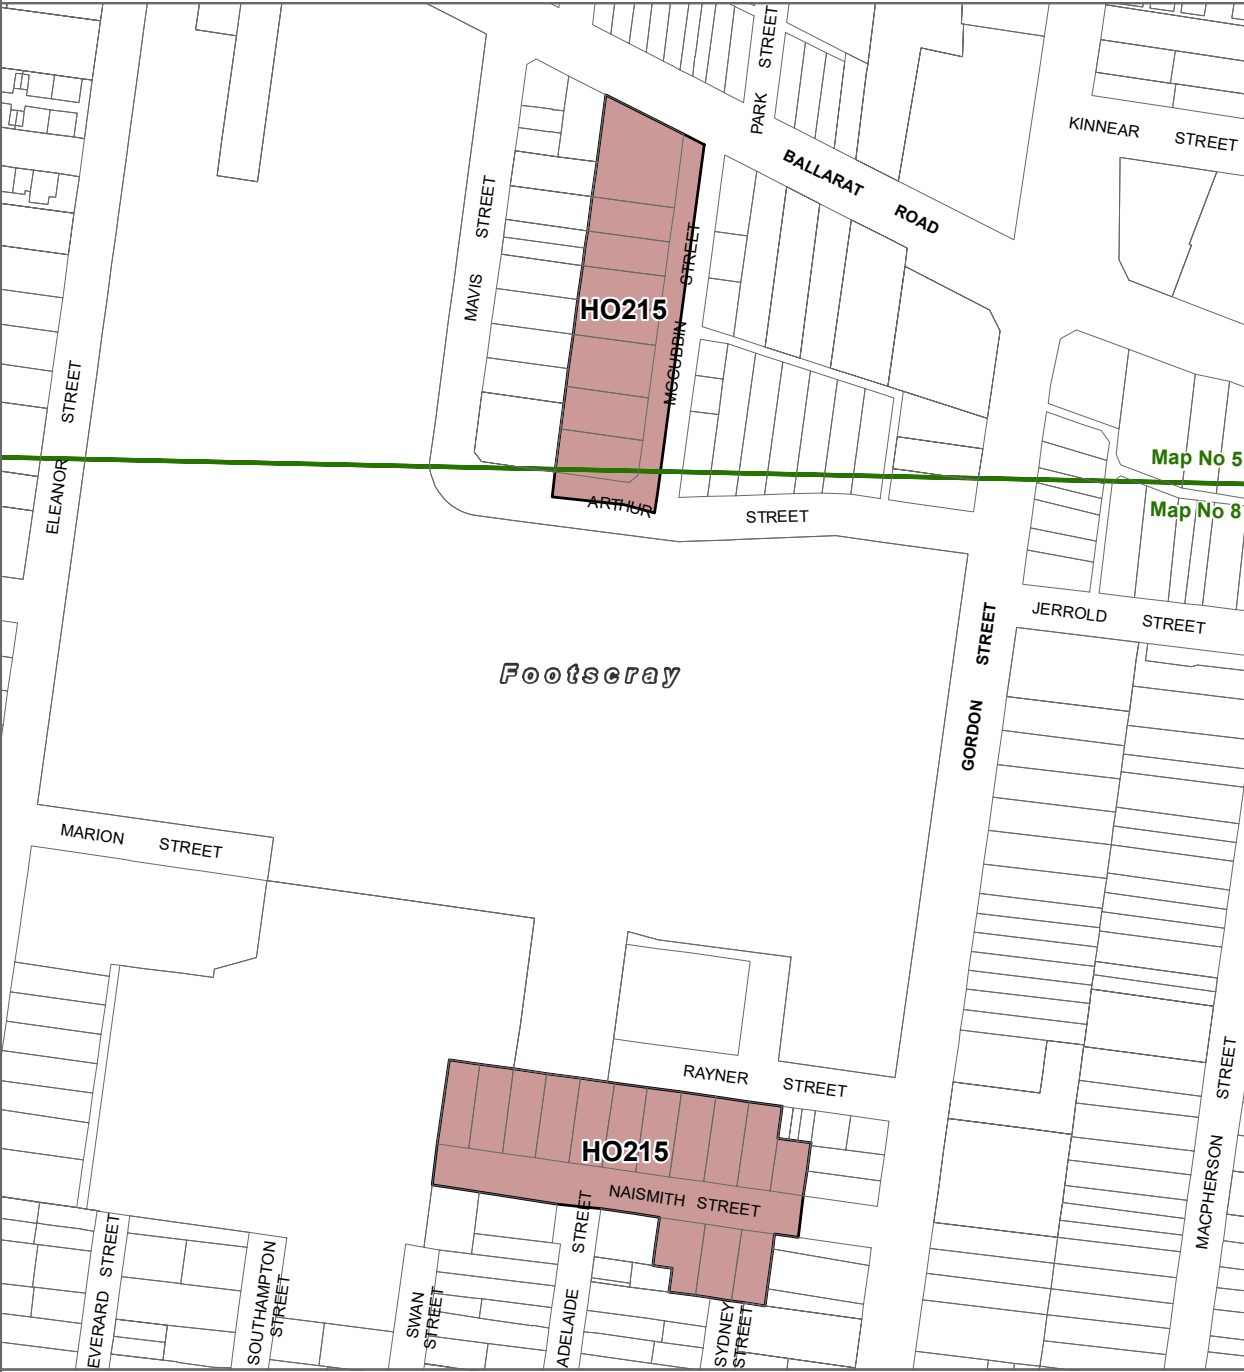 PARK STREET
KINNEAR STREET
BALLARAT ROAD
MAVIS STREET
MCCUBBIN STREET
HO215
ELEANOR STREET
Map No 5
Map No 8
ARTHUR STREET
JERROLD STREET
GORDON STREET
Footscray
MARION STREET
RAYNER STREET
HO215
NAISMITH STREET
MACPHERSON STREET
EVERARD STREET
SOUTHAMPTON
STREET
SWAN
STREET
ADELAIDE STREET
SYDNEY
STREET